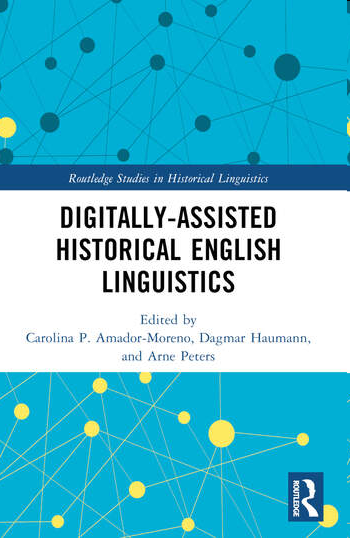 Routledge Studies in Historical Linguistics
DIGITALLY-ASSISTED
HISTORICAL ENGLISH
LINGUISTICS
Edited by
Carolina P. Amador-Moreno, Dagmar Haumann,
and Arne Peters
ROUTLEDGE